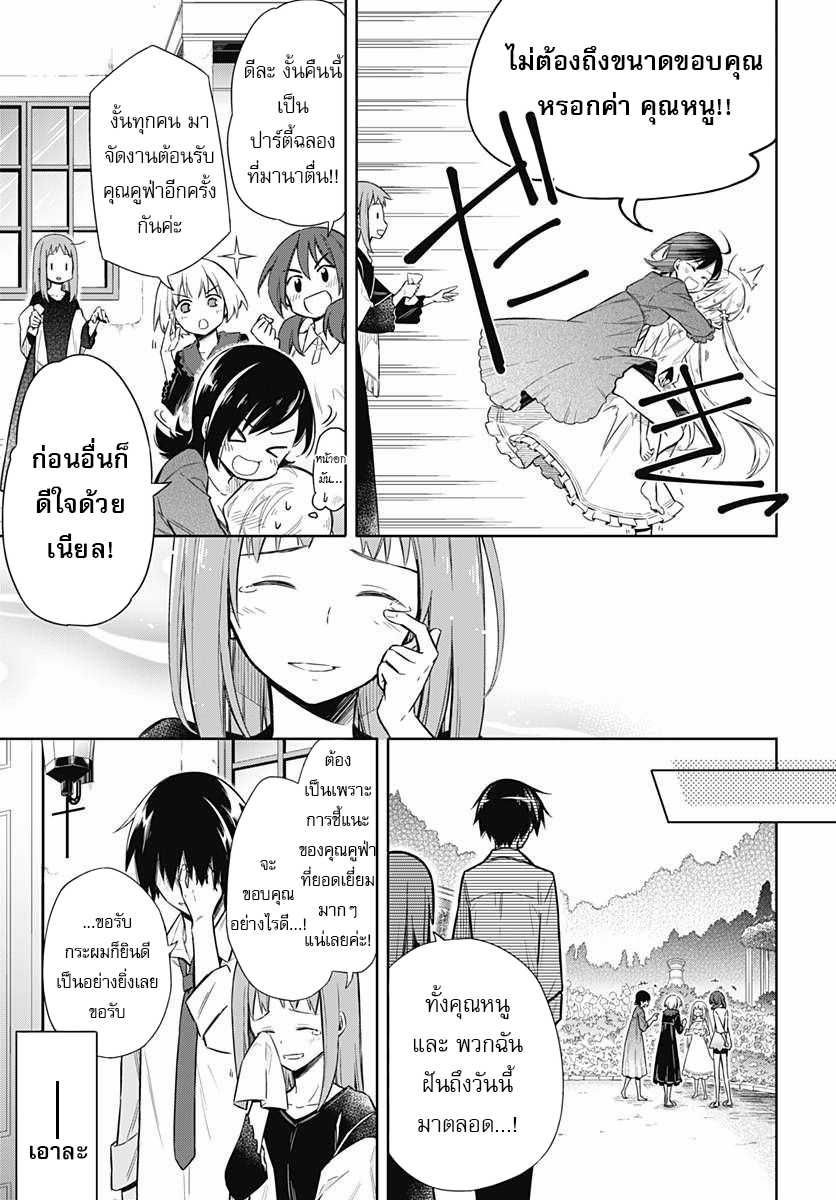 ไม่ต้องถึงขนาดขอบคุณ
หรอกค่า คุณหนู!!
ดีละ งั้นคืนนี้
เป็น
ปาร์ตี้ฉลอง
ที่มานาตื่น!!
งั้นทุกคน มา
จัดงานต้อนรับ
คุณคูฟ่าอีกครั้ง
กันค่ะ
หน้าอก
มัน...
ก่อนอื่นก็
ดีใจด้วย
เนียล!
ทั้งคุณหนู
และ พวกฉัน
ฝันถึงวันนี้
มาตลอด...!
ต้อง
เป็นเพราะ
การชี้แนะ
ของคุณคูฟ่า
ที่ยอดเยี่ยม
มากๆ
แน่เลยค่ะ!
จะ
ขอบคุณ
อย่างไรดี...!
...ขอรับ
กระผมก็ยินดี
เป็นอย่างยิ่งเลย
ขอรับ
—
เอาละ